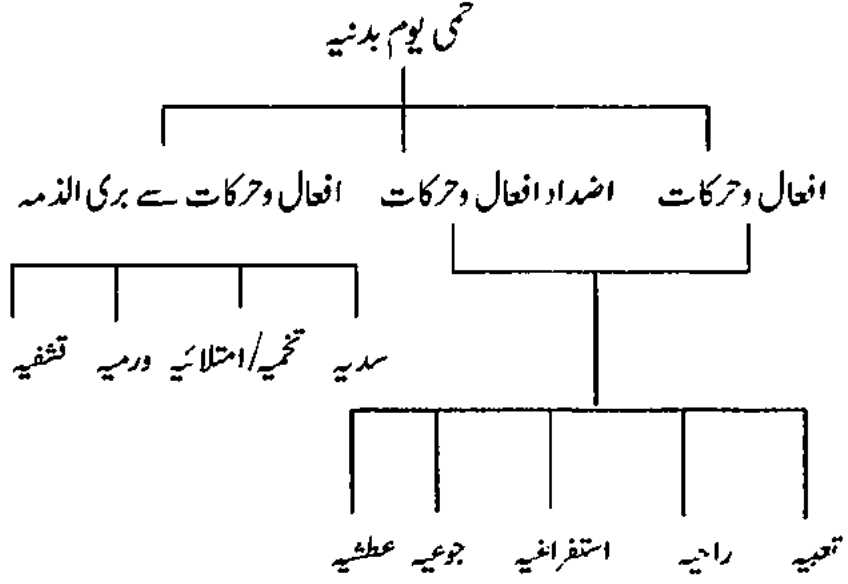 حمی یوم بدنیہ
افعال وحرکات اضداد افعال وحرکات افعال وحرکات سے بری الذمہ
سدیہ تخمیہ/امتلائیہ ورمیہ قشفیہ
تعبیہ راحیہ استفراغیہ جوعیہ عطشیہ